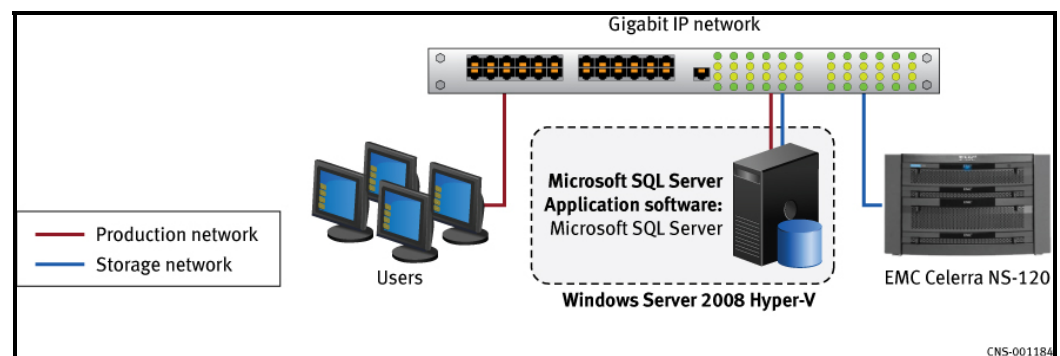 Gigabit IP network
Microsoft SQL Server
Application software:
Microsoft SQL Server
Production network
Storage network
Users
EMC Celerra NS-120
Windows Server 2008 Hyper-V
CNS-001184